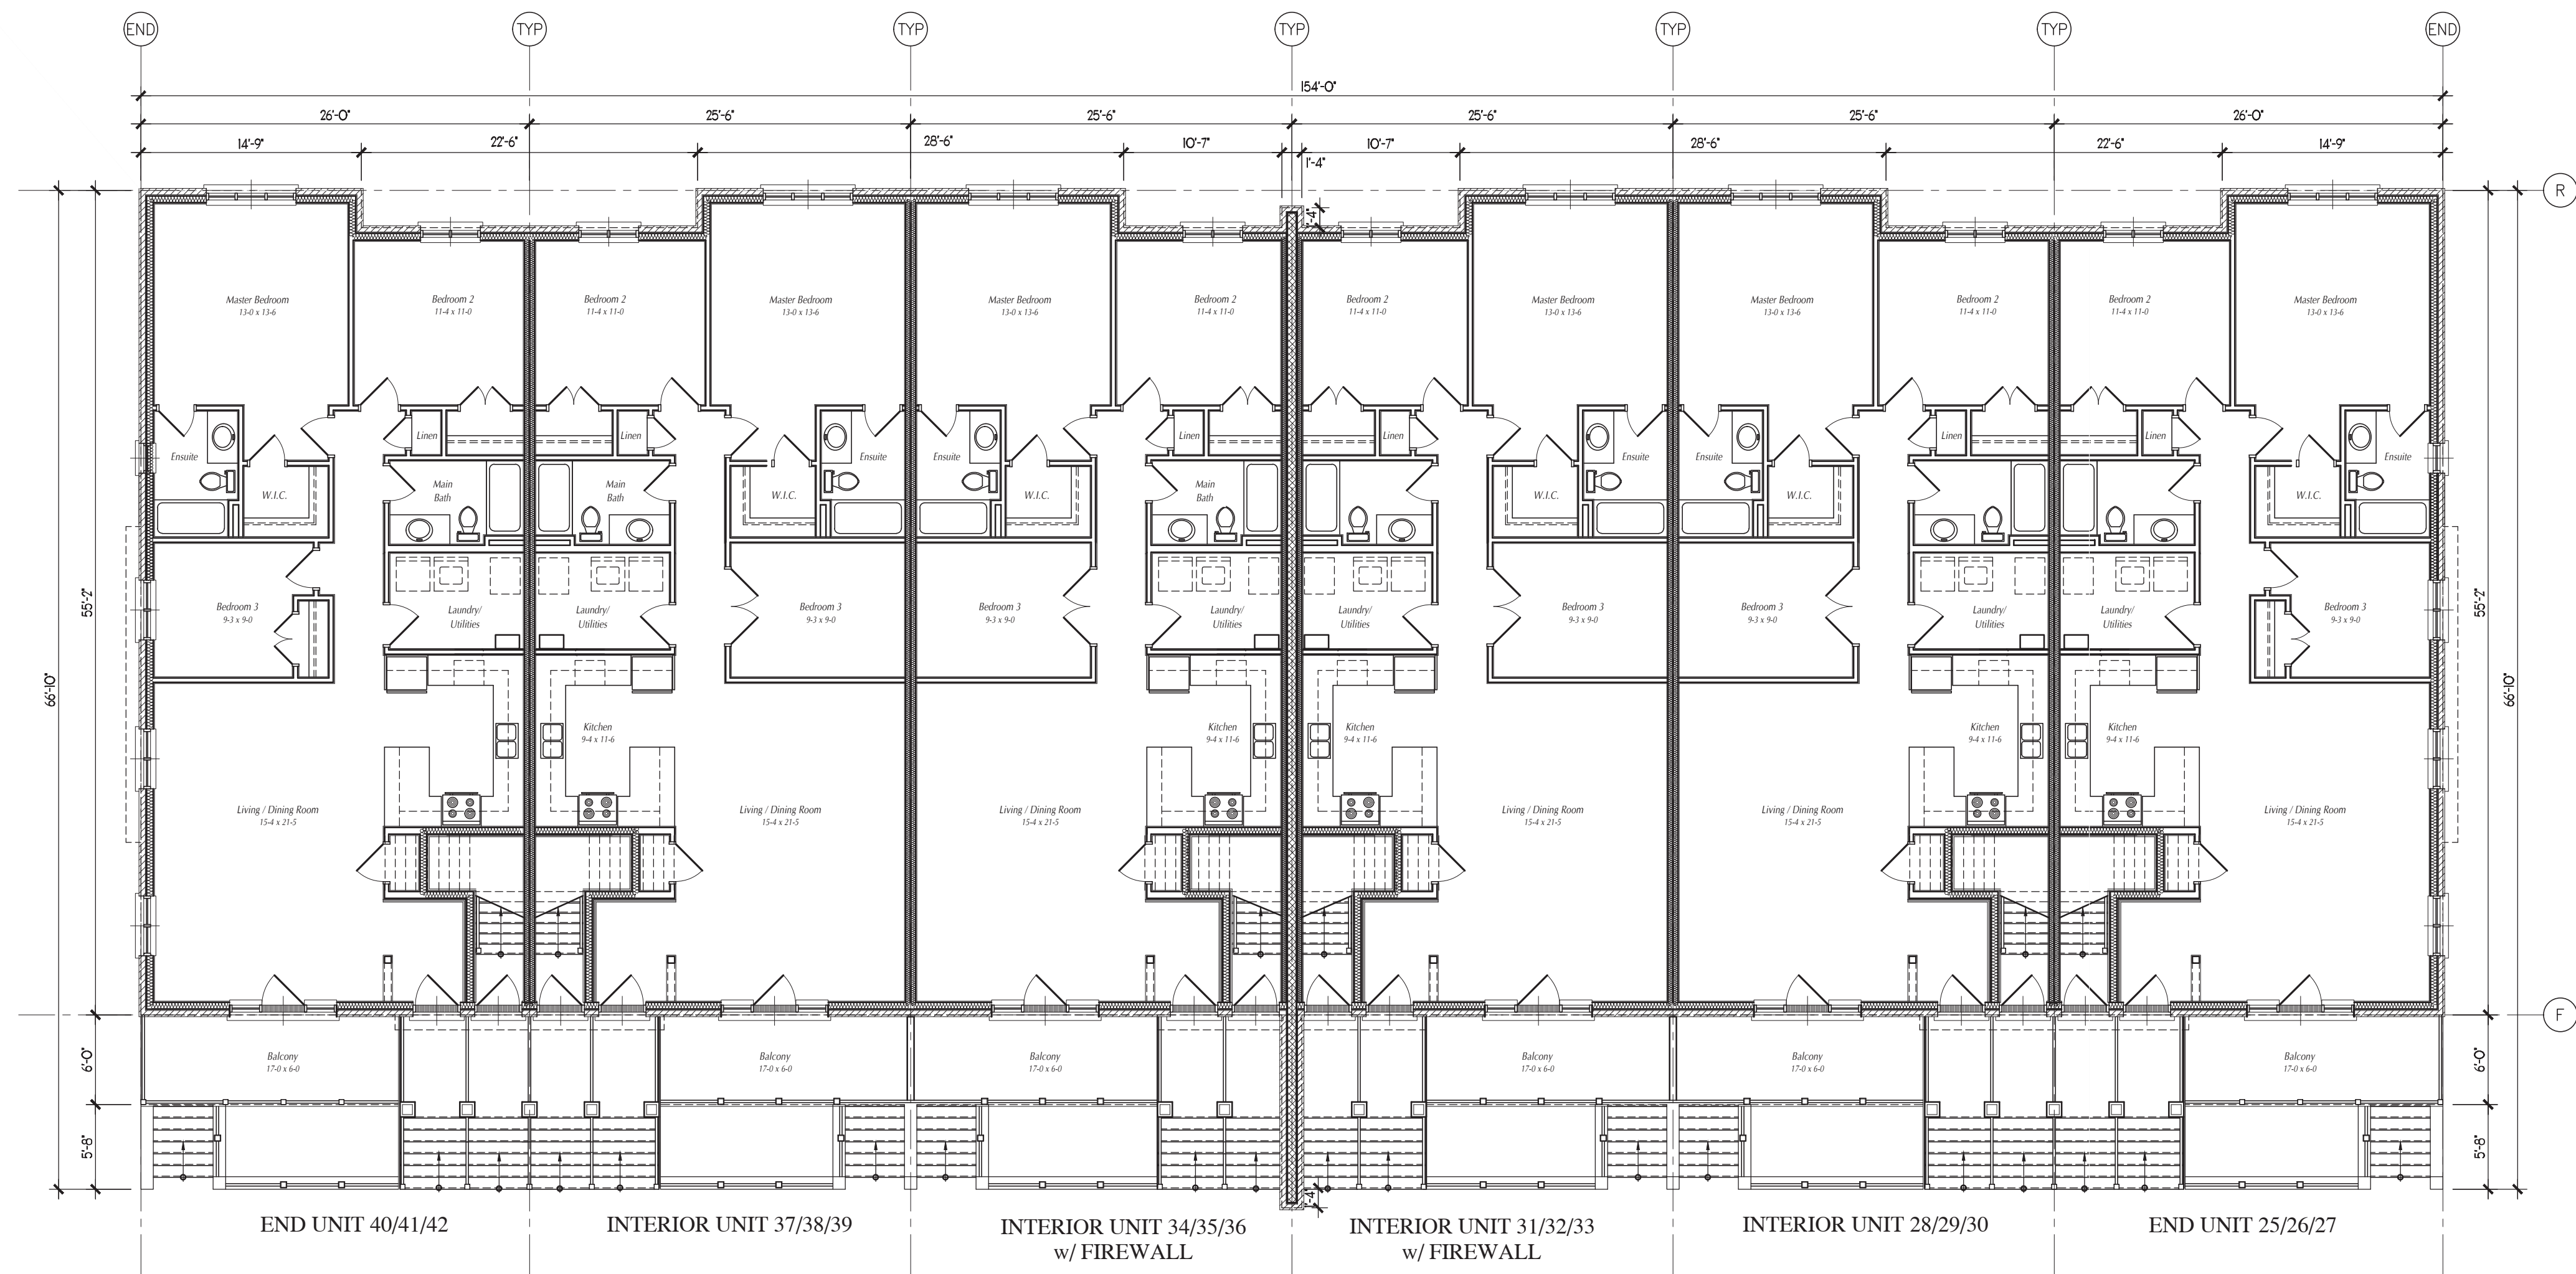 END
TYP
TYP
TYP
TYP
TYP
END
154'-0"
26'-0"
25'-6"
25'-6"
25'-6"
25'-6"
26'-0"
14'-9"
22'-6"
28'-6"
10'-7"
1'-4"
10'-7"
28'-6"
22'-6"
14'-9"
R
1'-4"
Master Bedroom
13-0 x 13-6
Bedroom 2
11-4 x 11-0
Bedroom 2
11-4 x 11-0
Master Bedroom
13-0 x 13-6
Master Bedroom
13-0 x 13-6
Bedroom 2
11-4 x 11-0
Bedroom 2
11-4 x 11-0
Master Bedroom
13-0 x 13-6
Master Bedroom
13-0 x 13-6
Bedroom 2
11-4 x 11-0
Bedroom 2
11-4 x 11-0
Master Bedroom
13-0 x 13-6
Linen
Linen
Linen
Linen
Linen
Linen
Ensuite
Ensuite
Ensuite
Ensuite
Ensuite
Ensuite
W.I.C.
Main
Bath
Main
Bath
W.I.C.
W.I.C.
Main
Bath
W.I.C.
W.I.C.
W.I.C.
55'-2"
66'-10"
55'-2"
66'-10"
Bedroom 3
9-3 x 9-0
Laundry/
Utilities
Laundry/
Utilities
Bedroom 3
9-3 x 9-0
Bedroom 3
9-3 x 9-0
Laundry/
Utilities
Laundry/
Utilities
Bedroom 3
9-3 x 9-0
Bedroom 3
9-3 x 9-0
Laundry/
Utilities
Laundry/
Utilities
Bedroom 3
9-3 x 9-0
Kitchen
9-4 x 11-6
Kitchen
9-4 x 11-6
Kitchen
9-4 x 11-6
Kitchen
9-4 x 11-6
Kitchen
9-4 x 11-6
Living / Dining Room
15-4 x 21-5
Living / Dining Room
15-4 x 21-5
Living / Dining Room
15-4 x 21-5
Living / Dining Room
15-4 x 21-5
Living / Dining Room
15-4 x 21-5
Living / Dining Room
15-4 x 21-5
F
6'-0"
Balcony
17-0 x 6-0
Balcony
17-0 x 6-0
Balcony
17-0 x 6-0
Balcony
17-0 x 6-0
Balcony
17-0 x 6-0
Balcony
17-0 x 6-0
6'-0"
5'-8"
5'-8"
1'-4"
END UNIT 40/41/42
INTERIOR UNIT 37/38/39
INTERIOR UNIT 34/35/36
w/ FIREWALL
INTERIOR UNIT 31/32/33
w/ FIREWALL
INTERIOR UNIT 28/29/30
END UNIT 25/26/27